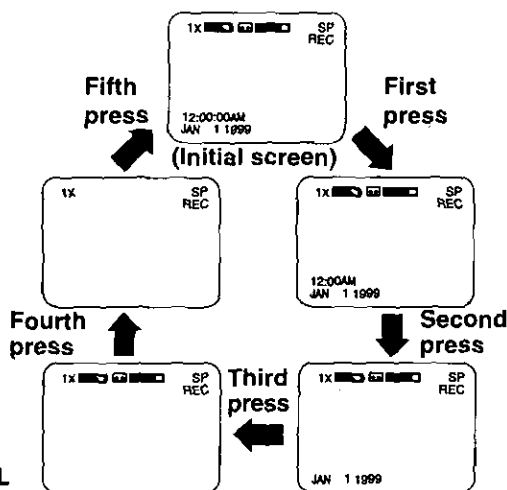 1X SP
REC
12:00:00AM
JAN 1 1999
(Initial screen)
First
press
1X SP
REC
12:00AM
JAN 1 1999
Second
press
1X SP
REC
JAN 1 1999
Third
press
1X SP
REC
Fourth
press
1X SP
REC
Fifth
press
L